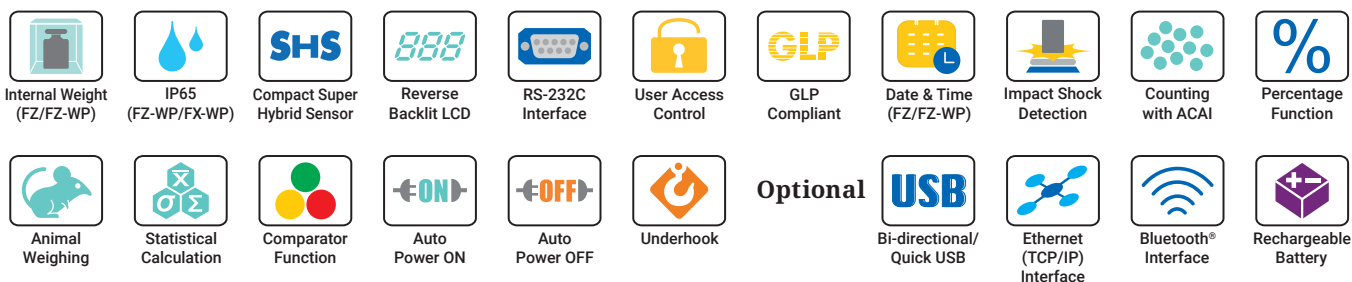 SHS
888
GLP
%
Internal Weight
(FZ/FZ-WP)
IP65
(FZ-WP/FX-WP)
Compact Super
Hybrid Sensor
Reverse
Backlit LCD
RS-232C
Interface
User Access
Control
GLP
Compliant
Date & Time
(FZ/FZ-WP)
Impact Shock
Detection
Counting
with ACAI
Percentage
Function
x̄
σ Σ
ON
OFF
Optional
USB
+-
Animal
Weighing
Statistical
Calculation
Comparator
Function
Auto
Power ON
Auto
Power OFF
Underhook
Bi-directional/
Quick USB
Ethernet
(TCP/IP)
Interface
Bluetooth®
Interface
Rechargeable
Battery